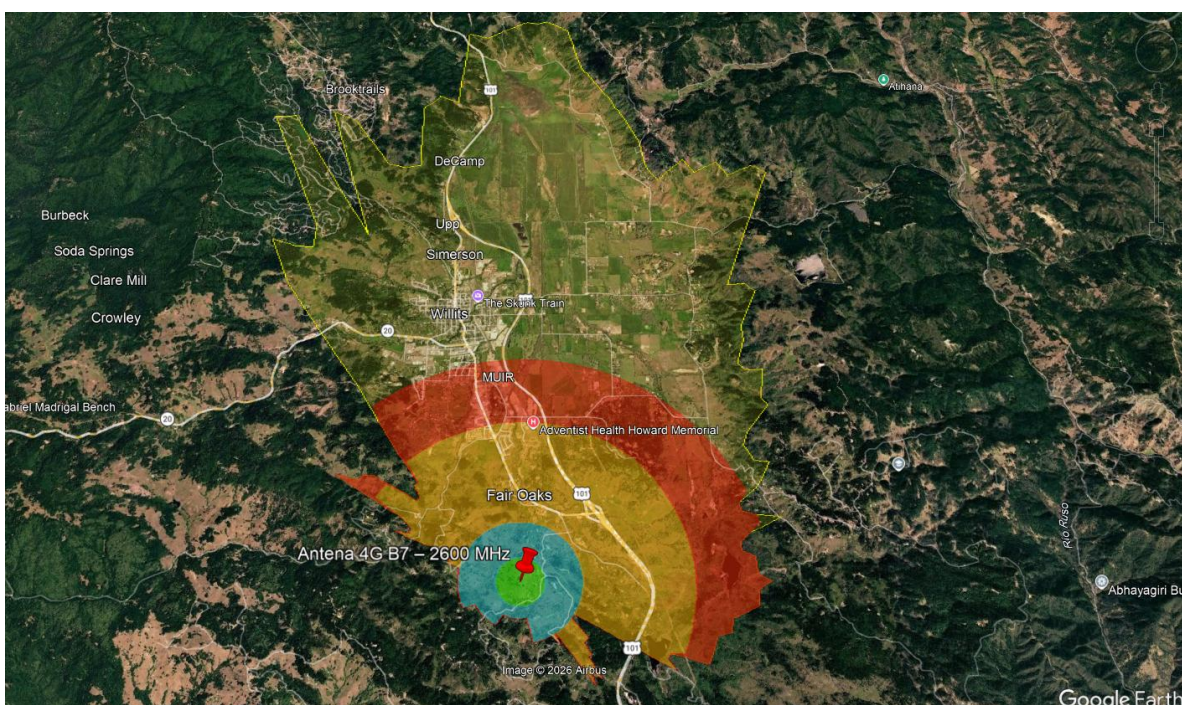 101
Brooktrails
Atihana
DeCamp
Burbeck
Upp
Soda Springs
Simerson
Clare Mill
The Skunk Train
Willits
Crowley
20
MUIR
abriel Madrigal Bench
20
Adventist Health Howard Memorial
Fair Oaks
101
Río Ruso
Antena 4G B7 – 2600 MHz
Abhayagiri Bu
101
Image © 2026 Airbus
Google Earth